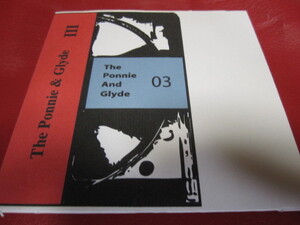 The Ponnie & Glyde III
The
Ponnie
And
Glyde
03